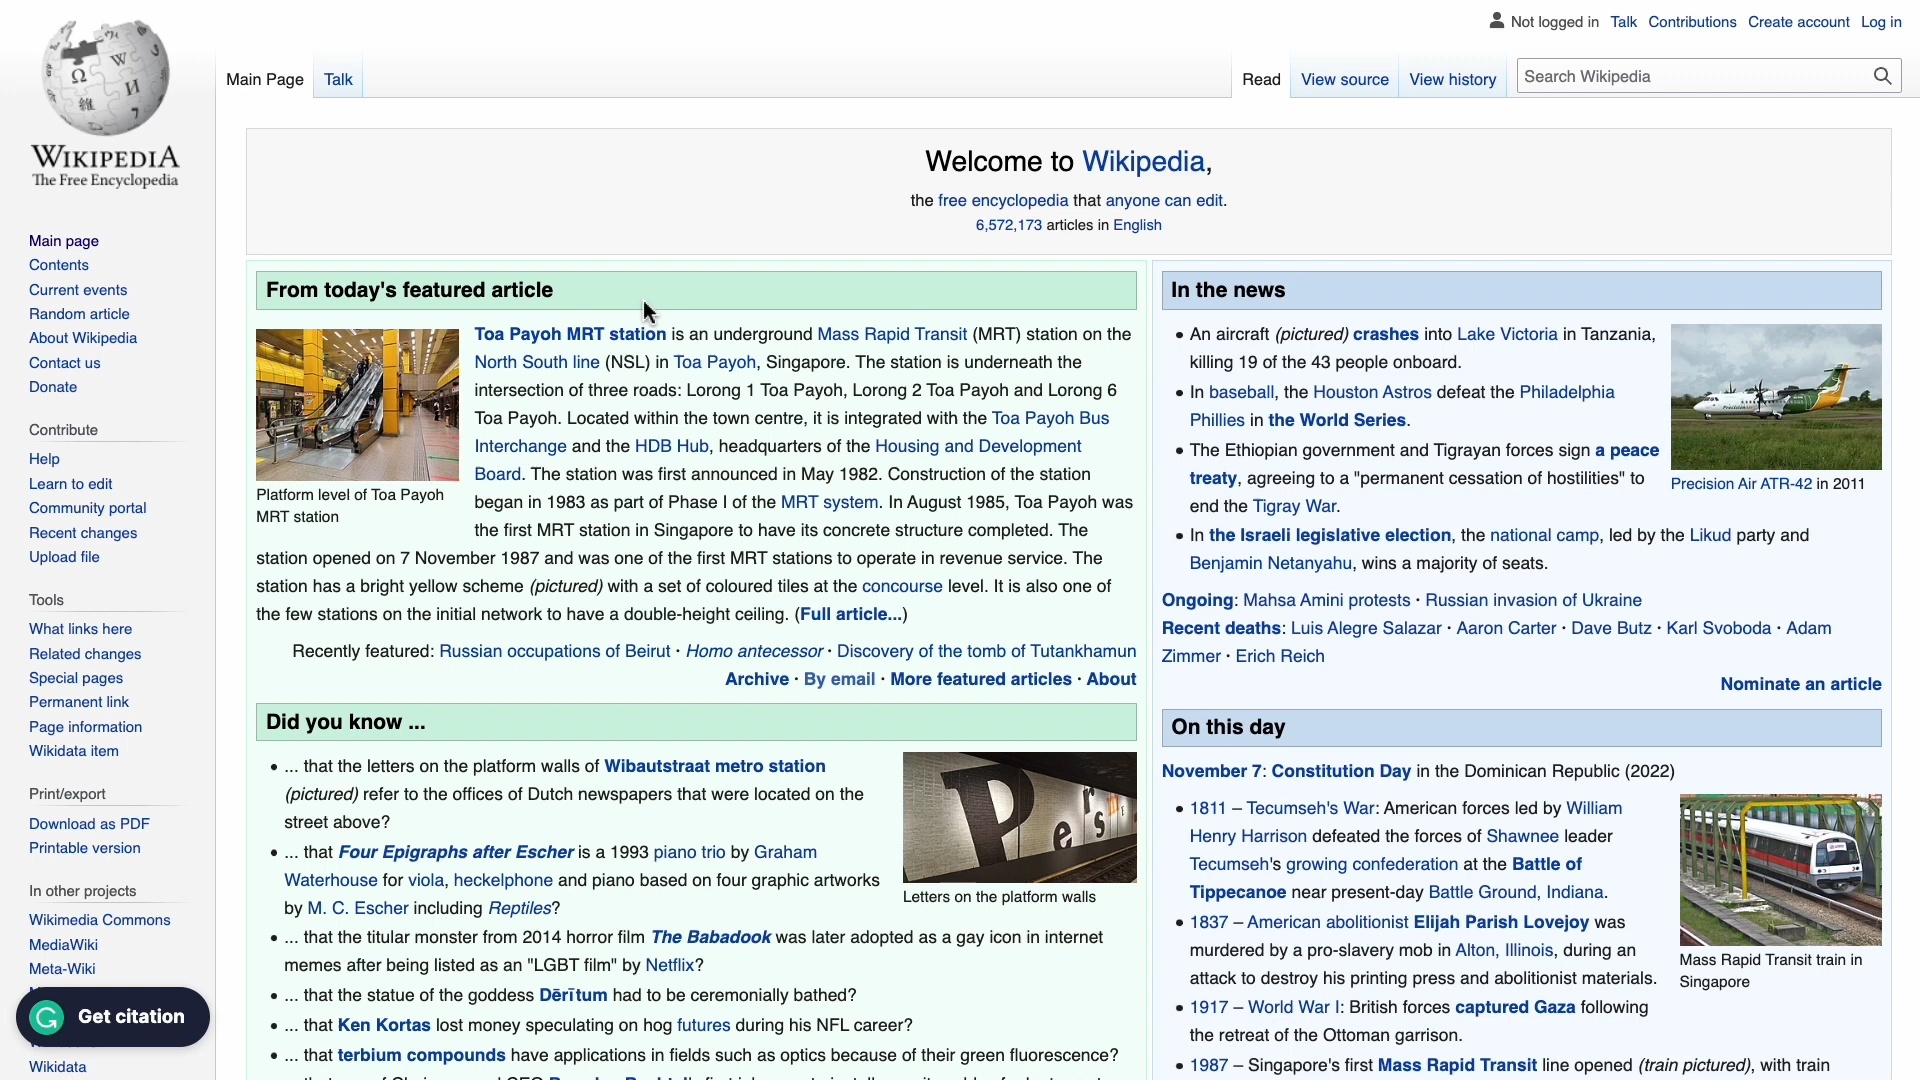 Not logged in Talk Contributions Create account Log in
Main Page Talk
Read View source View history Search Wikipedia
WIKIPEDIA
The Free Encyclopedia
Main page
Contents
Current events
Random article
About Wikipedia
Contact us
Donate
Contribute
Help
Learn to edit
Community portal
Recent changes
Upload file
Tools
What links here
Related changes
Special pages
Permanent link
Page information
Wikidata item
Print/export
Download as PDF
Printable version
In other projects
Wikimedia Commons
MediaWiki
Meta-Wiki
Get citation
Wikidata
Welcome to Wikipedia,
the free encyclopedia that anyone can edit.
6,572,173 articles in English
From today's featured article
Toa Payoh MRT station is an underground Mass Rapid Transit (MRT) station on the
North South line (NSL) in Toa Payoh, Singapore. The station is underneath the
intersection of three roads: Lorong 1 Toa Payoh, Lorong 2 Toa Payoh and Lorong 6
Toa Payoh. Located within the town centre, it is integrated with the Toa Payoh Bus
Interchange and the HDB Hub, headquarters of the Housing and Development
Board. The station was first announced in May 1982. Construction of the station
began in 1983 as part of Phase I of the MRT system. In August 1985, Toa Payoh was
the first MRT station in Singapore to have its concrete structure completed. The
station opened on 7 November 1987 and was one of the first MRT stations to operate in revenue service. The
station has a bright yellow scheme (pictured) with a set of coloured tiles at the concourse level. It is also one of
the few stations on the initial network to have a double-height ceiling. (Full article...)
Platform level of Toa Payoh
MRT station
Recently featured: Russian occupations of Beirut · Homo antecessor · Discovery of the tomb of Tutankhamun
Archive · By email · More featured articles · About
Did you know ...
• ... that the letters on the platform walls of Wibautstraat metro station
(pictured) refer to the offices of Dutch newspapers that were located on the
street above?
• ... that Four Epigraphs after Escher is a 1993 piano trio by Graham
Waterhouse for viola, heckelphone and piano based on four graphic artworks
by M. C. Escher including Reptiles?
Letters on the platform walls
• ... that the titular monster from 2014 horror film The Babadook was later adopted as a gay icon in internet
memes after being listed as an "LGBT film" by Netflix?
• ... that the statue of the goddess Dērītum had to be ceremonially bathed?
• ... that Ken Kortas lost money speculating on hog futures during his NFL career?
• ... that terbium compounds have applications in fields such as optics because of their green fluorescence?
In the news
• An aircraft (pictured) crashes into Lake Victoria in Tanzania,
killing 19 of the 43 people onboard.
• In baseball, the Houston Astros defeat the Philadelphia
Phillies in the World Series.
• The Ethiopian government and Tigrayan forces sign a peace
treaty, agreeing to a "permanent cessation of hostilities" to
end the Tigray War.
Precision Air ATR-42 in 2011
• In the Israeli legislative election, the national camp, led by the Likud party and
Benjamin Netanyahu, wins a majority of seats.
Ongoing: Mahsa Amini protests · Russian invasion of Ukraine
Recent deaths: Luis Alegre Salazar · Aaron Carter · Dave Butz · Karl Svoboda · Adam
Zimmer · Erich Reich
Nominate an article
On this day
November 7: Constitution Day in the Dominican Republic (2022)
• 1811 – Tecumseh's War: American forces led by William
Henry Harrison defeated the forces of Shawnee leader
Tecumseh's growing confederation at the Battle of
Tippecanoe near present-day Battle Ground, Indiana.
• 1837 – American abolitionist Elijah Parish Lovejoy was
murdered by a pro-slavery mob in Alton, Illinois, during an
attack to destroy his printing press and abolitionist materials.
Mass Rapid Transit train in
Singapore
• 1917 – World War I: British forces captured Gaza following
the retreat of the Ottoman garrison.
• 1987 – Singapore's first Mass Rapid Transit line opened (train pictured), with train